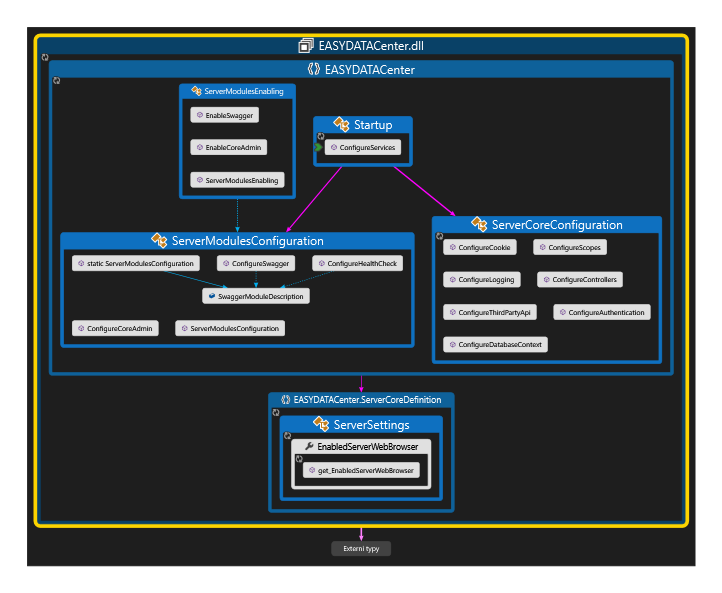 EASYDATACenter.dll
EASYDATACenter
ServerModulesEnabling
EnableSwagger
EnableCoreAdmin
ServerModulesEnabling
Startup
ConfigureServices
ServerModulesConfiguration
static ServerModulesConfiguration
ConfigureSwagger
ConfigureHealthCheck
SwaggerModuleDescription
ConfigureCoreAdmin
ServerModulesConfiguration
ServerCoreConfiguration
ConfigureCookie
ConfigureScopes
ConfigureLogging
ConfigureControllers
ConfigureThirdPartyApi
ConfigureAuthentication
ConfigureDatabaseContext
EASYDATACenter.ServerCoreDefinition
ServerSettings
EnabledServerWebBrowser
get_EnabledServerWebBrowser
Externí typy